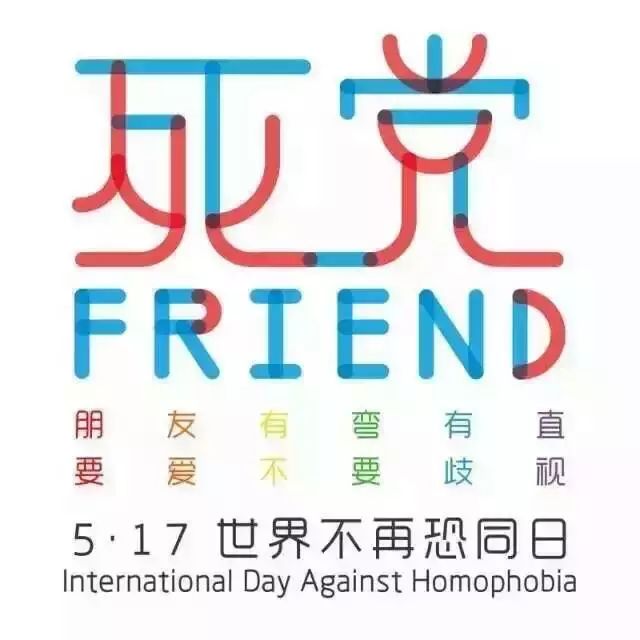 死党
FRIEND
朋友有弯有直
要爱不要歧视
5·17 世界不再恐同日
International Day Against Homophobia